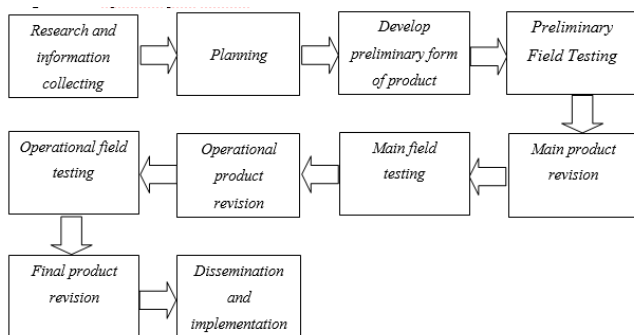 Research and
information
collecting
Planning
Develop
preliminary form
of product
Preliminary
Field Testing
Main product
revision
Main field
testing
Operational
product
revision
Operational field
testing
Final product
revision
Dissemination
and
implementation